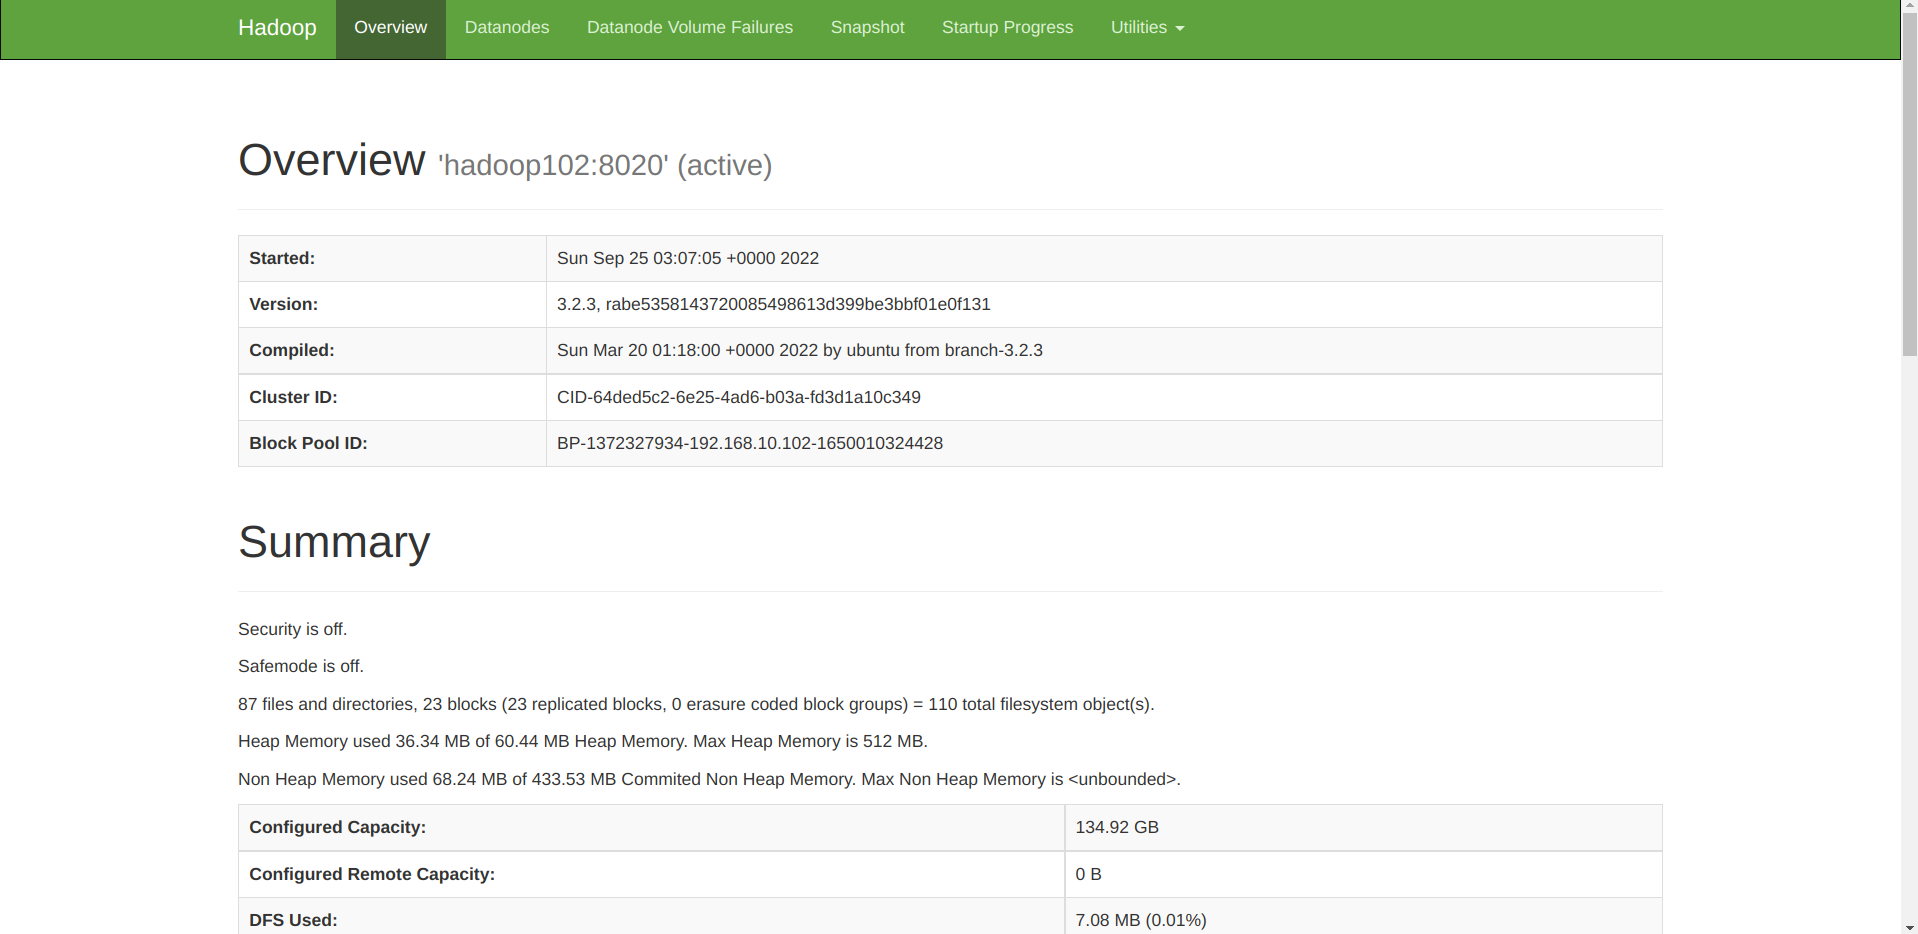 Hadoop Overview Datanodes Datanode Volume Failures Snapshot Startup Progress Utilities
Overview 'hadoop102:8020' (active)
Started: Sun Sep 25 03:07:05 +0000 2022
Version: 3.2.3, rabe5358143720085498613d399be3bbf01e0f131
Compiled: Sun Mar 20 01:18:00 +0000 2022 by ubuntu from branch-3.2.3
Cluster ID: CID-64ded5c2-6e25-4ad6-b03a-fd3d1a10c349
Block Pool ID: BP-1372327934-192.168.10.102-1650010324428
Summary
Security is off.
Safemode is off.
87 files and directories, 23 blocks (23 replicated blocks, 0 erasure coded block groups) = 110 total filesystem object(s).
Heap Memory used 36.34 MB of 60.44 MB Heap Memory. Max Heap Memory is 512 MB.
Non Heap Memory used 68.24 MB of 433.53 MB Commited Non Heap Memory. Max Non Heap Memory is <unbounded>.
Configured Capacity: 134.92 GB
Configured Remote Capacity: 0 B
DFS Used: 7.08 MB (0.01%)